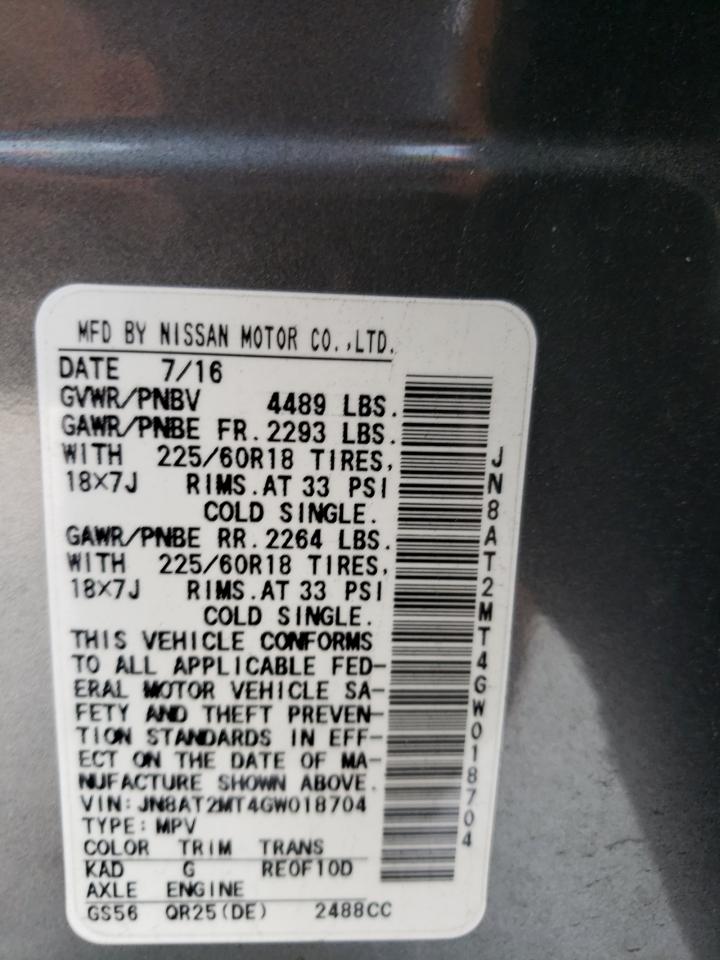 MFD BY NISSAN MOTOR CO.,LTD.
DATE 7/16
GVWR/PNBV 4489 LBS.
GAWR/PNBE FR. 2293 LBS.
WITH 225/60R18 TIRES,
18×7J RIMS.AT 33 PSI
COLD SINGLE.
GAWR/PNBE RR. 2264 LBS.
WITH 225/60R18 TIRES,
18×7J RIMS.AT 33 PSI
COLD SINGLE.
THIS VEHICLE CONFORMS
TO ALL APPLICABLE FED-
ERAL MOTOR VEHICLE SA-
FETY AND THEFT PREVEN-
TION STANDARDS IN EFF-
ECT ON THE DATE OF MA-
NUFACTURE SHOWN ABOVE.
VIN: JN8AT2MT4GW018704
TYPE: MPV
COLOR TRIM TRANS
KAD G RE0F10D
AXLE ENGINE
GS56 QR25(DE) 2488CC
JN8AT2MT4GW018704